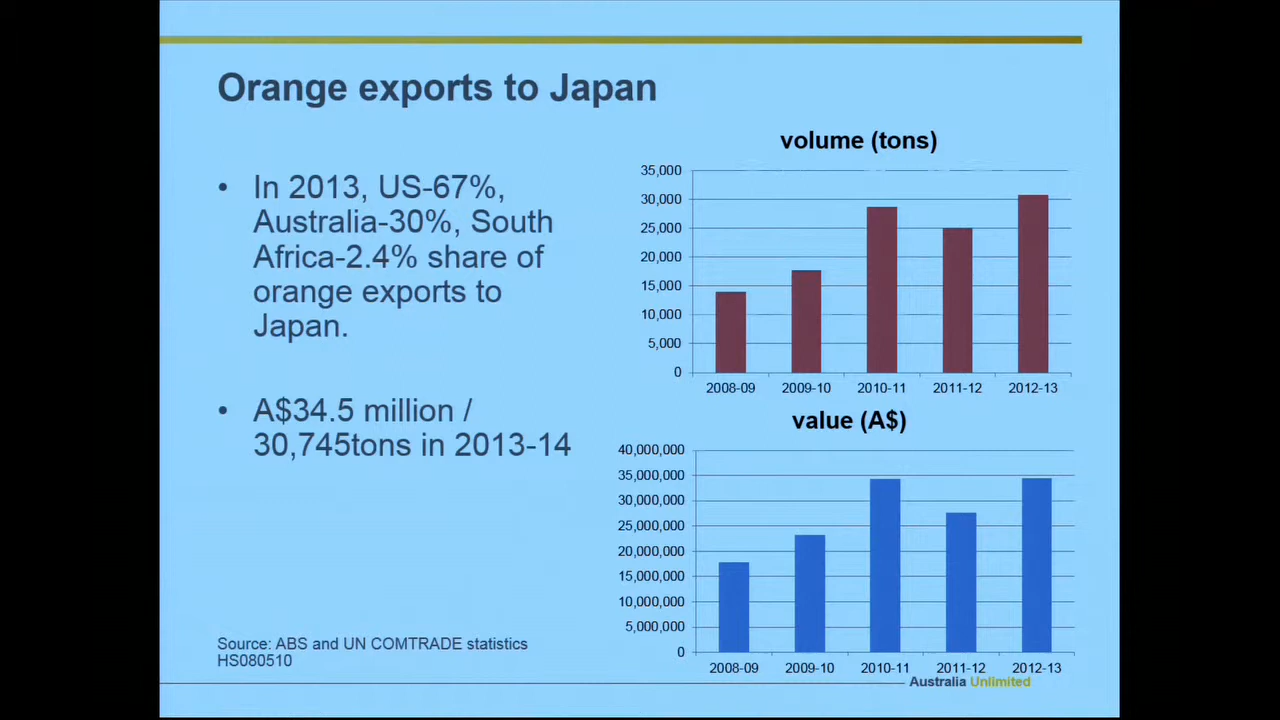 Orange exports to Japan
• In 2013, US-67%,
Australia-30%, South
Africa-2.4% share of
orange exports to
Japan.
• A$34.5 million /
30,745tons in 2013-14
Source: ABS and UN COMTRADE statistics
HS080510
volume (tons)
35,000
30,000
25,000
20,000
15,000
10,000
5,000
0
2008-09 2009-10 2010-11 2011-12 2012-13
value (A$)
40,000,000
35,000,000
30,000,000
25,000,000
20,000,000
15,000,000
10,000,000
5,000,000
0
2008-09 2009-10 2010-11 2011-12 2012-13
Australia Unlimited